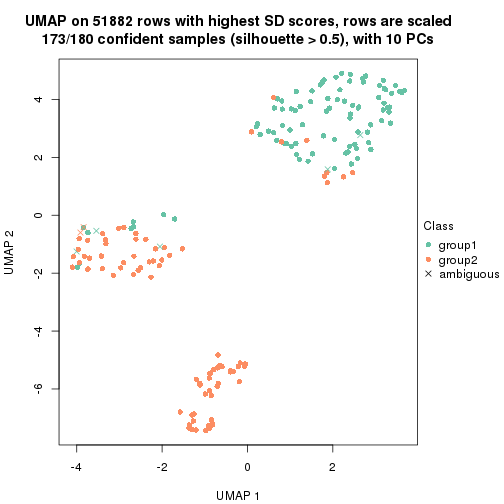 UMAP on 51882 rows with highest SD scores, rows are scaled
173/180 confident samples (silhouette > 0.5), with 10 PCs
4
2
0
-2
-4
-6
UMAP 2
-4
-2
0
2
UMAP 1
Class
group1
group2
ambiguous